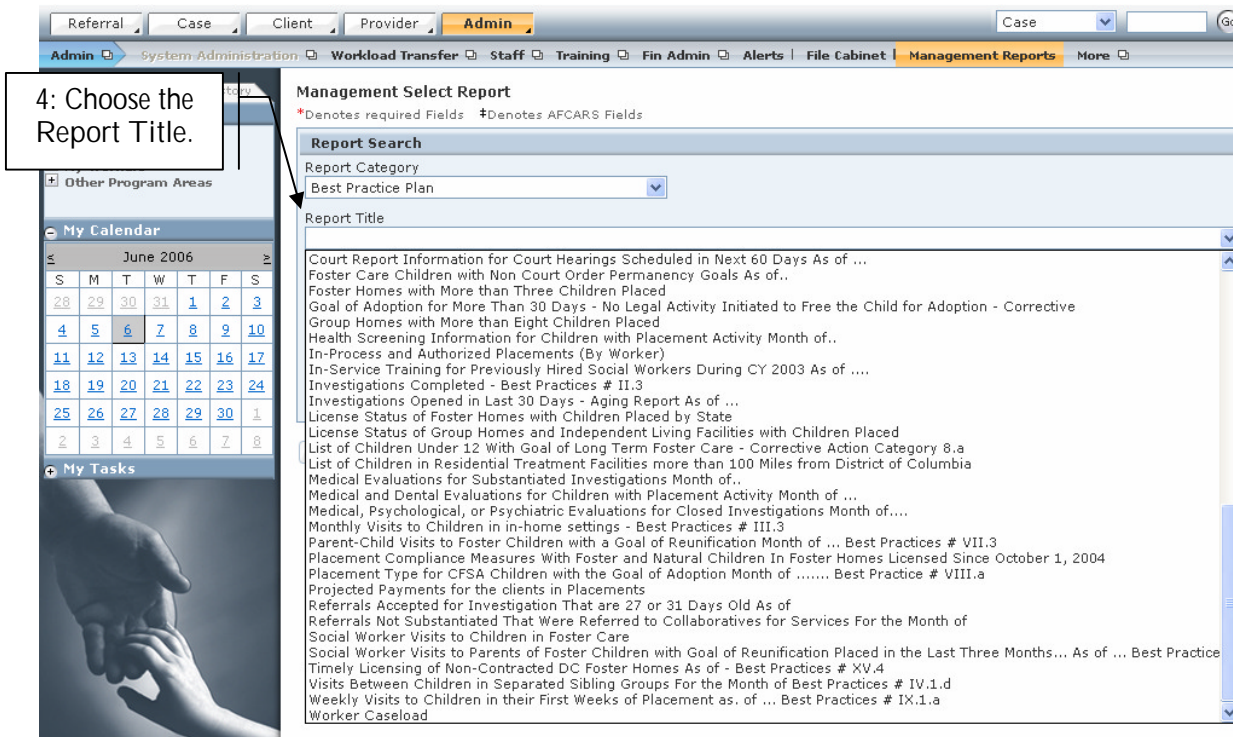 Referral Case Client Provider Admin Case
Admin System Administration Workload Transfer Staff Training Fin Admin Alerts File Cabinet Management Reports More
4: Choose the
Report Title.
Management Select Report
*Denotes required Fields ‡Denotes AFCARS Fields
Report Search
Report Category
Best Practice Plan
Other Program Areas
Report Title
My Calendar
≤ June 2006 ≥
S M T W T F S
28 29 30 31 1 2 3
4 5 6 7 8 9 10
11 12 13 14 15 16 17
18 19 20 21 22 23 24
25 26 27 28 29 30 1
2 3 4 5 6 7 8
My Tasks
Court Report Information for Court Hearings Scheduled in Next 60 Days As of ...
Foster Care Children with Non Court Order Permanency Goals As of..
Foster Homes with More than Three Children Placed
Goal of Adoption for More Than 30 Days - No Legal Activity Initiated to Free the Child for Adoption - Corrective
Group Homes with More than Eight Children Placed
Health Screening Information for Children with Placement Activity Month of..
In-Process and Authorized Placements (By Worker)
In-Service Training for Previously Hired Social Workers During CY 2003 As of ....
Investigations Completed - Best Practices # II.3
Investigations Opened in Last 30 Days - Aging Report As of ...
License Status of Foster Homes with Children Placed by State
License Status of Group Homes and Independent Living Facilities with Children Placed
List of Children Under 12 With Goal of Long Term Foster Care - Corrective Action Category 8.a
List of Children in Residential Treatment Facilities more than 100 Miles from District of Columbia
Medical Evaluations for Substantiated Investigations Month of..
Medical and Dental Evaluations for Children with Placement Activity Month of ...
Medical, Psychological, or Psychiatric Evaluations for Closed Investigations Month of....
Monthly Visits to Children in in-home settings - Best Practices # III.3
Parent-Child Visits to Foster Children with a Goal of Reunification Month of ... Best Practices # VII.3
Placement Compliance Measures With Foster and Natural Children In Foster Homes Licensed Since October 1, 2004
Placement Type for CFSA Children with the Goal of Adoption Month of ....... Best Practice # VIII.a
Projected Payments for the clients in Placements
Referrals Accepted for Investigation That are 27 or 31 Days Old As of
Referrals Not Substantiated That Were Referred to Collaboratives for Services For the Month of
Social Worker Visits to Children in Foster Care
Social Worker Visits to Parents of Foster Children with Goal of Reunification Placed in the Last Three Months... As of ... Best Practice
Timely Licensing of Non-Contracted DC Foster Homes As of - Best Practices # XV.4
Visits Between Children in Separated Sibling Groups For the Month of Best Practices # IV.1.d
Weekly Visits to Children in their First Weeks of Placement as. of ... Best Practices # IX.1.a
Worker Caseload